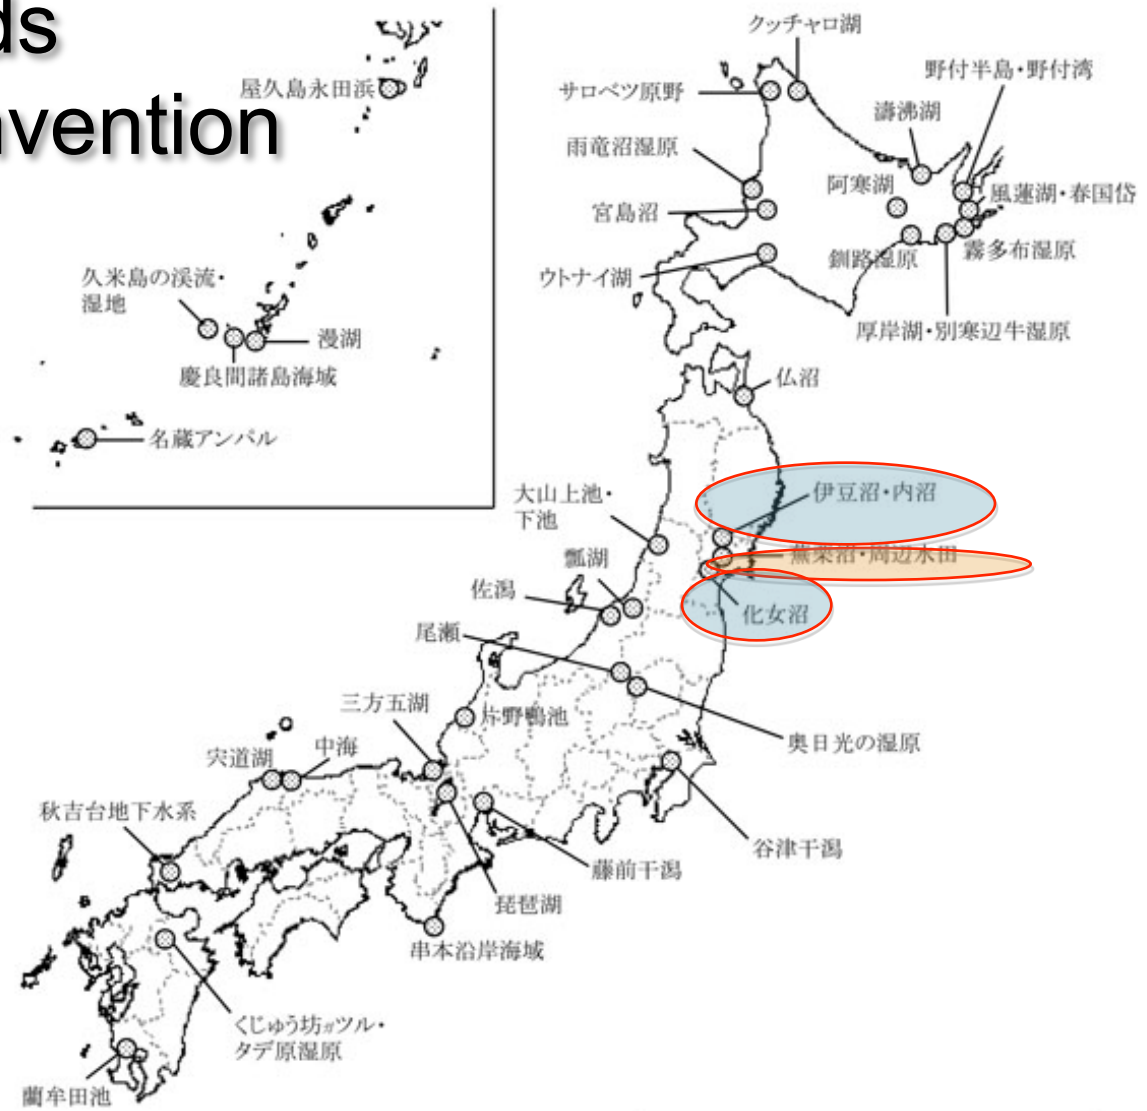 ds
nvention
屋久島永田浜
久米島の渓流・
湿地
漫湖
慶良間諸島海域
名蔵アンパル
クッチャロ湖
サロベツ原野
野付半島・野付湾
濤沸湖
雨竜沼湿原
阿寒湖
風蓮湖・春国岱
宮島沼
霧多布湿原
釧路湿原
ウトナイ湖
厚岸湖・別寒辺牛湿原
仏沼
伊豆沼・内沼
大山上池・
下池
蕪栗沼・周辺水田
瓢湖
佐潟
化女沼
尾瀬
三方五湖
片野鴨池
奥日光の湿原
中海
宍道湖
秋吉台地下水系
谷津干潟
藤前干潟
琵琶湖
串本沿岸海域
くじゅう坊ガツル・
タデ原湿原
藺牟田池